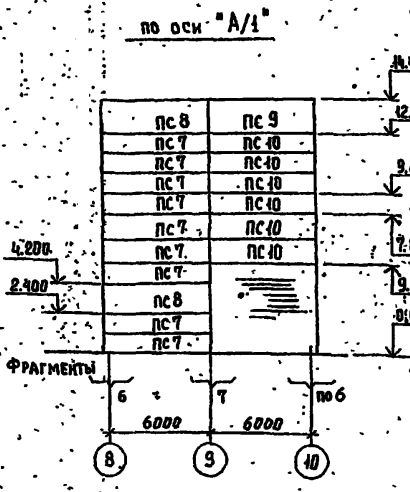 по оси "А/1"
пс 8 пс 9
пс 7 пс 10
пс 7 пс 10
пс 7 пс 10
пс 7 пс 10
пс 7 пс 10
пс 7 пс 10
4.200
пс 7
2.400
пс 8
пс 7
пс 7
Фрагменты
6 7 по 6
6000 6000
8 9 10